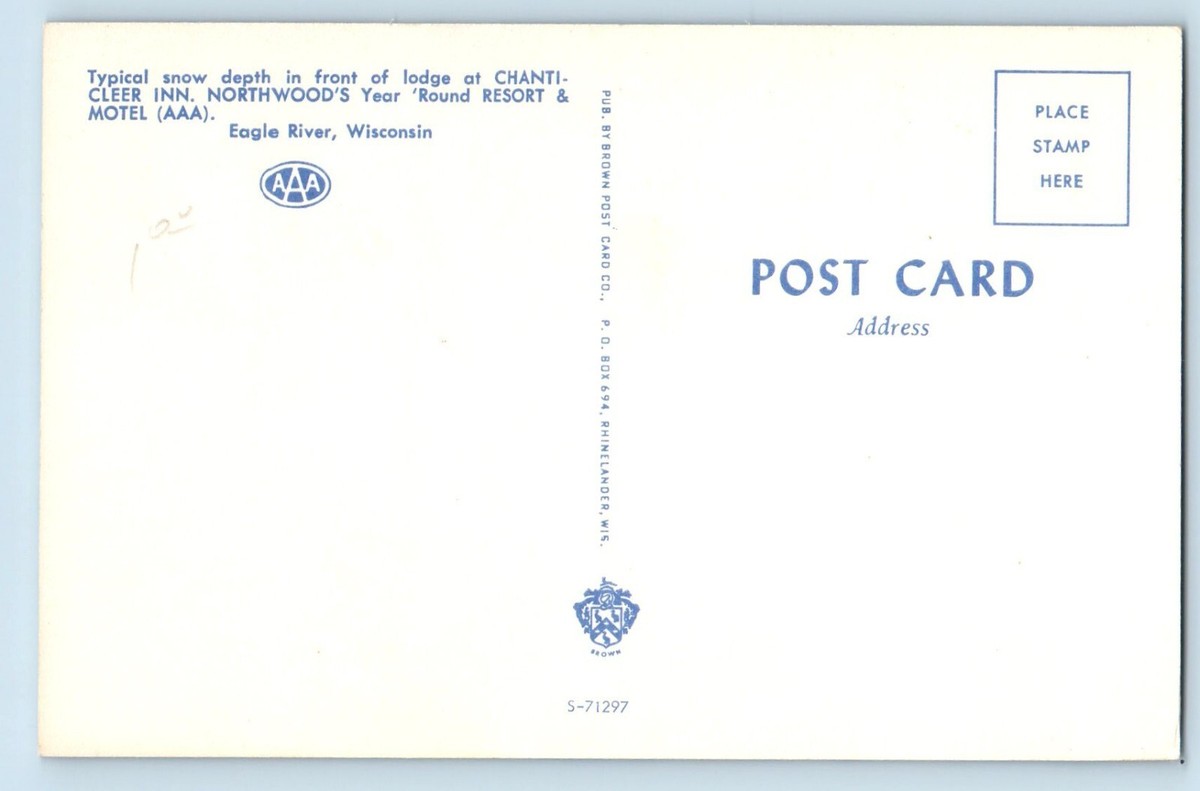 Typical snow depth in front of lodge at CHANTI-
CLEER INN. NORTHWOOD'S Year 'Round RESORT &
MOTEL (AAA).
Eagle River, Wisconsin
AAA
1 00
PUB. BY BROWN POST CARD CO., P. O. BOX 694, RHINELANDER, WIS.
BROWN
S-71297
PLACE
STAMP
HERE
POST CARD
Address